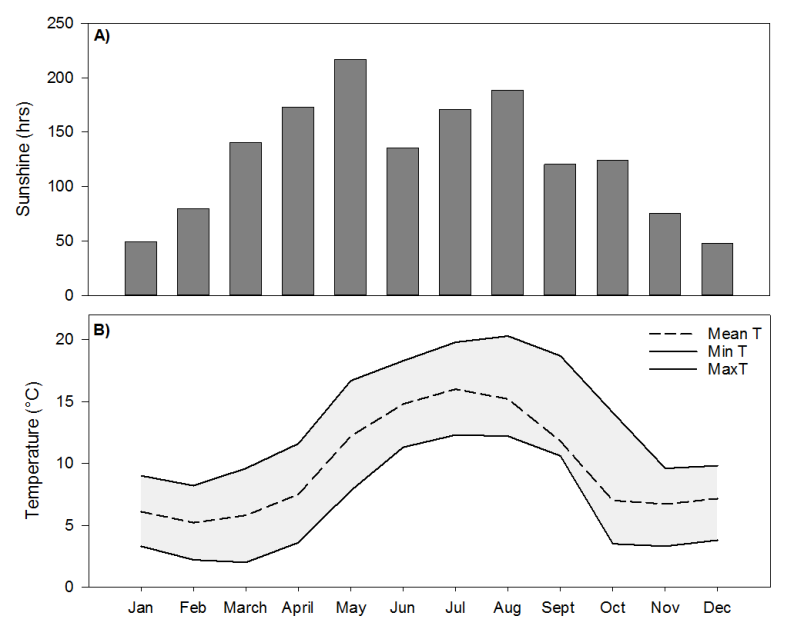 A)
Sunshine (hrs)
250
200
150
100
50
0
B)
Temperature (°C)
20
15
10
5
0
Mean T
Min T
MaxT
Jan Feb March April May Jun Jul Aug Sept Oct Nov Dec